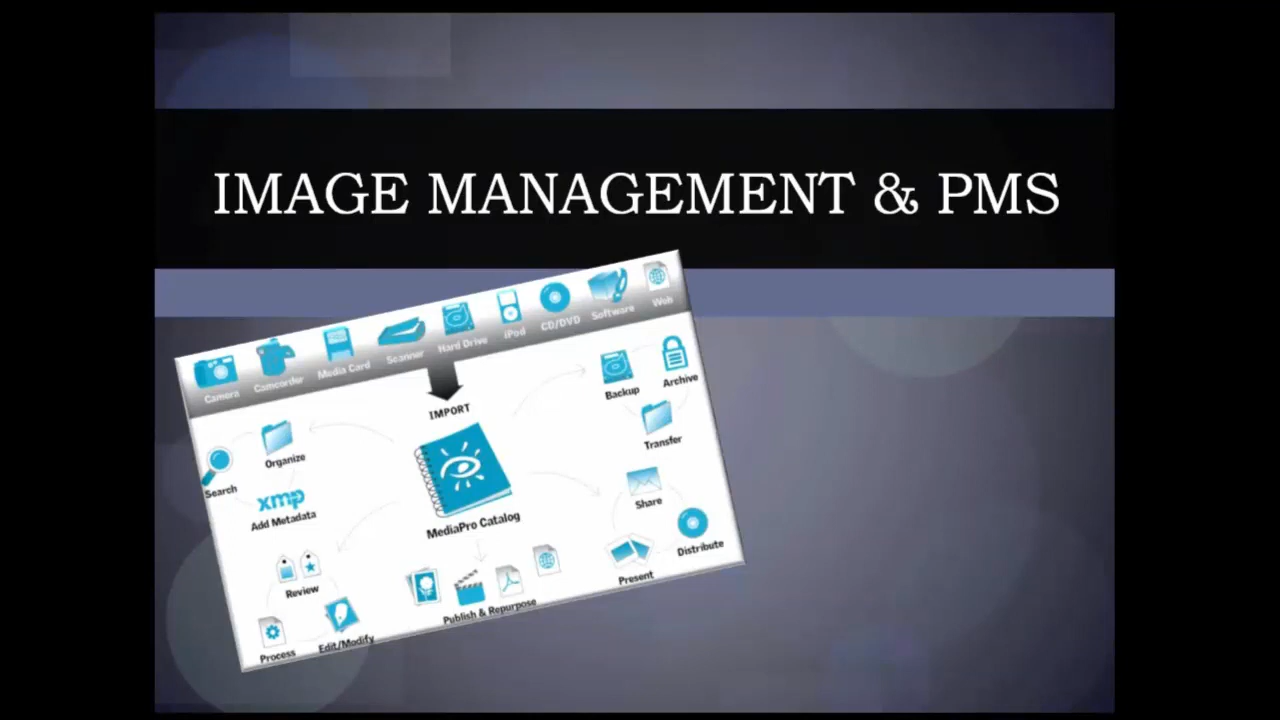 IMAGE MANAGEMENT & PMS
Camera
Camcorder
Media Card
Scanner
Hard Drive
iPod
CD/DVD
Software
Web
IMPORT
Backup
Archive
Transfer
Organize
Search
xmp
Add Metadata
MediaPro Catalog
Share
Distribute
Present
Review
Publish & Repurpose
Edit/Modify
Process